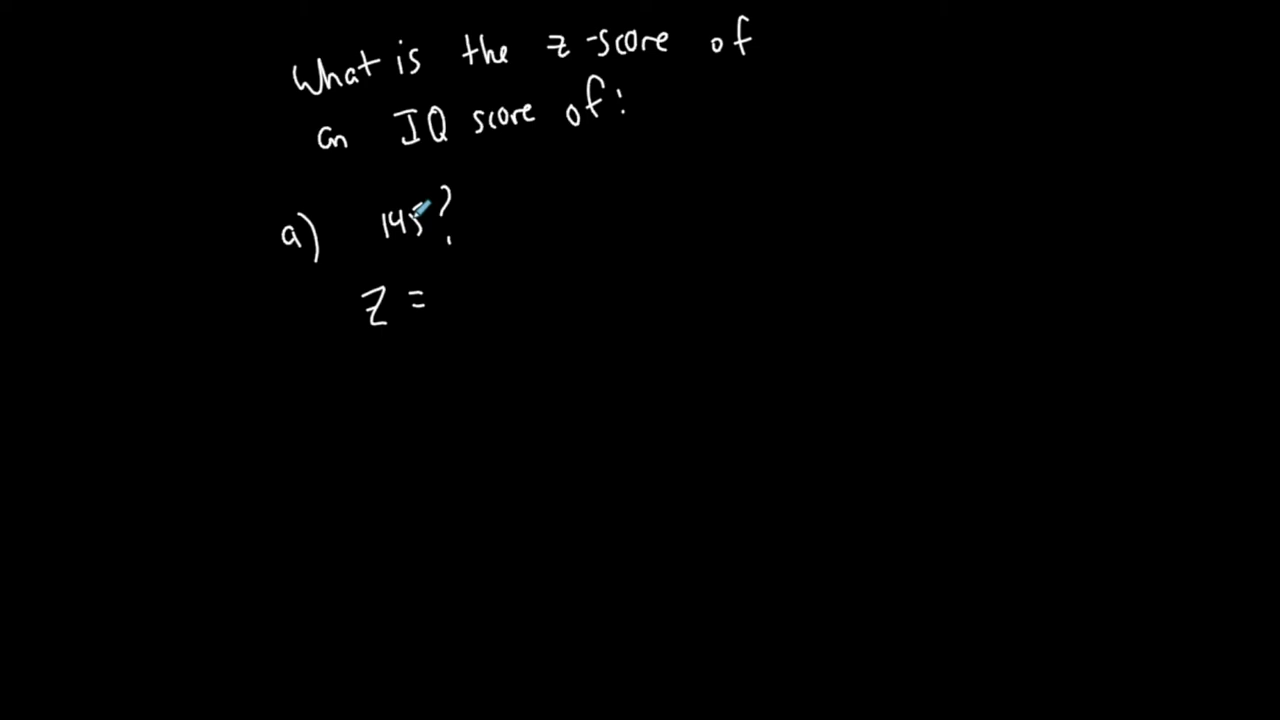 What is the z-score of
an IQ score of:
a) 145?
Z =